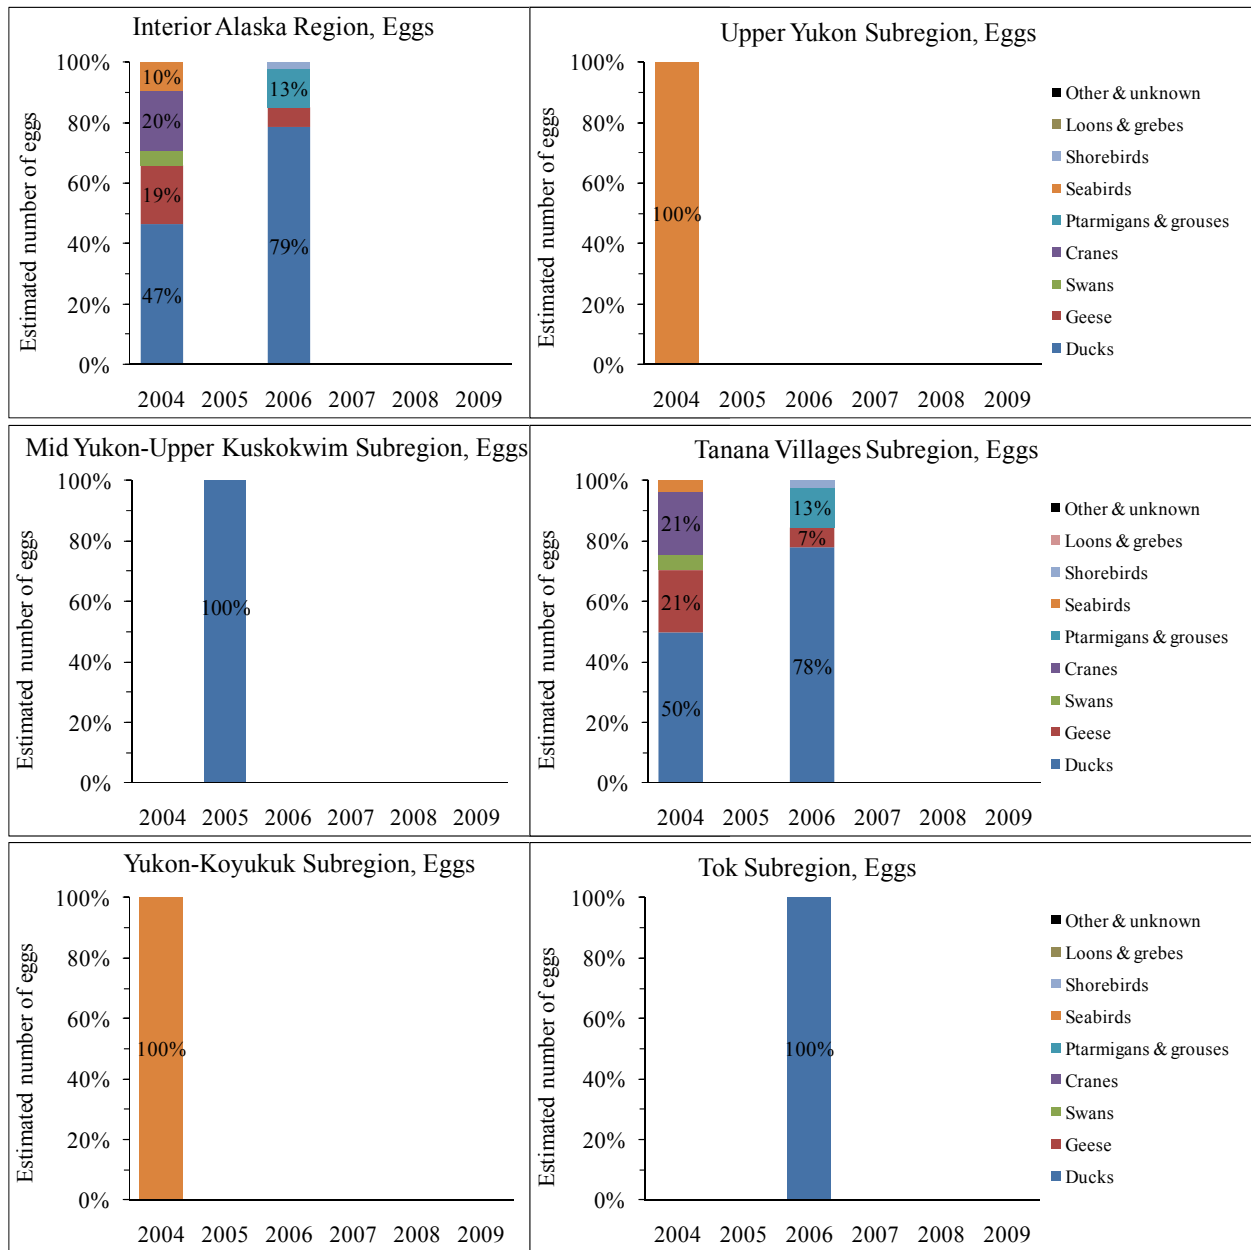 Interior Alaska Region, Eggs
Estimated number of eggs
100%
80%
60%
40%
20%
0%
10%
20%
19%
47%
13%
79%
2004 2005 2006 2007 2008 2009
Upper Yukon Subregion, Eggs
Estimated number of eggs
100%
80%
60%
40%
20%
0%
100%
2004 2005 2006 2007 2008 2009
Other & unknown
Loons & grebes
Shorebirds
Seabirds
Ptarmigans & grouses
Cranes
Swans
Geese
Ducks
Mid Yukon-Upper Kuskokwim Subregion, Eggs
Estimated number of eggs
100%
80%
60%
40%
20%
0%
100%
2004 2005 2006 2007 2008 2009
Tanana Villages Subregion, Eggs
Estimated number of eggs
100%
80%
60%
40%
20%
0%
21%
21%
50%
13%
7%
78%
2004 2005 2006 2007 2008 2009
Other & unknown
Loons & grebes
Shorebirds
Seabirds
Ptarmigans & grouses
Cranes
Swans
Geese
Ducks
Yukon-Koyukuk Subregion, Eggs
Estimated number of eggs
100%
80%
60%
40%
20%
0%
100%
2004 2005 2006 2007 2008 2009
Tok Subregion, Eggs
Estimated number of eggs
100%
80%
60%
40%
20%
0%
100%
2004 2005 2006 2007 2008 2009
Other & unknown
Loons & grebes
Shorebirds
Seabirds
Ptarmigans & grouses
Cranes
Swans
Geese
Ducks